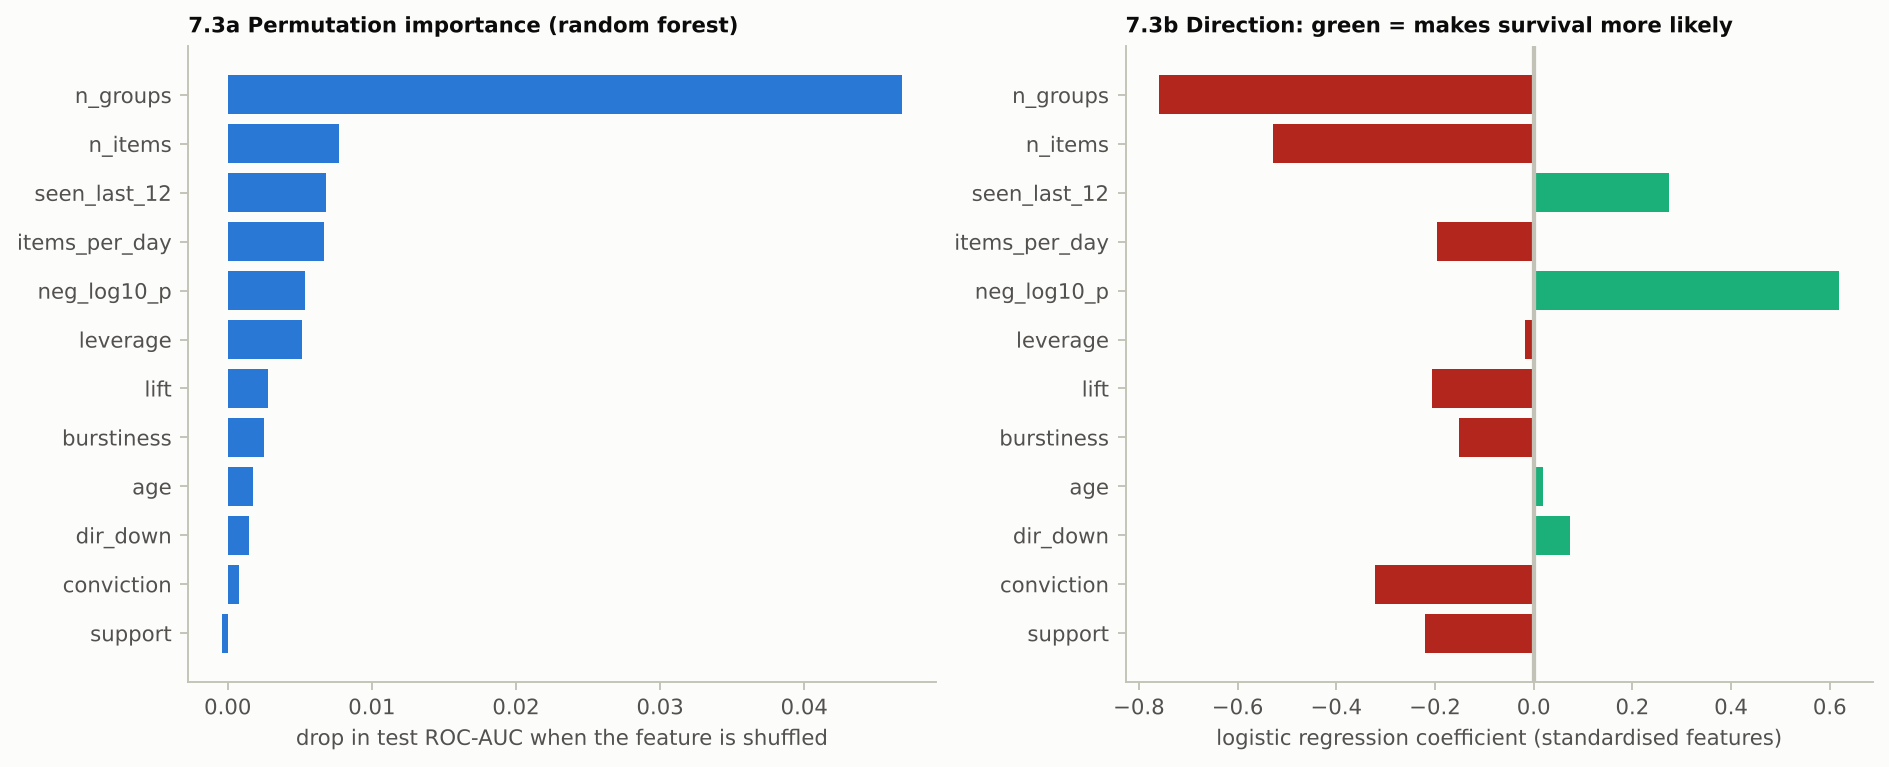 7.3a Permutation importance (random forest)
n_groups
n_items
seen_last_12
items_per_day
neg_log10_p
leverage
lift
burstiness
age
dir_down
conviction
support
0.00 0.01 0.02 0.03 0.04
drop in test ROC-AUC when the feature is shuffled
7.3b Direction: green = makes survival more likely
n_groups
n_items
seen_last_12
items_per_day
neg_log10_p
leverage
lift
burstiness
age
dir_down
conviction
support
−0.8 −0.6 −0.4 −0.2 0.0 0.2 0.4 0.6
logistic regression coefficient (standardised features)